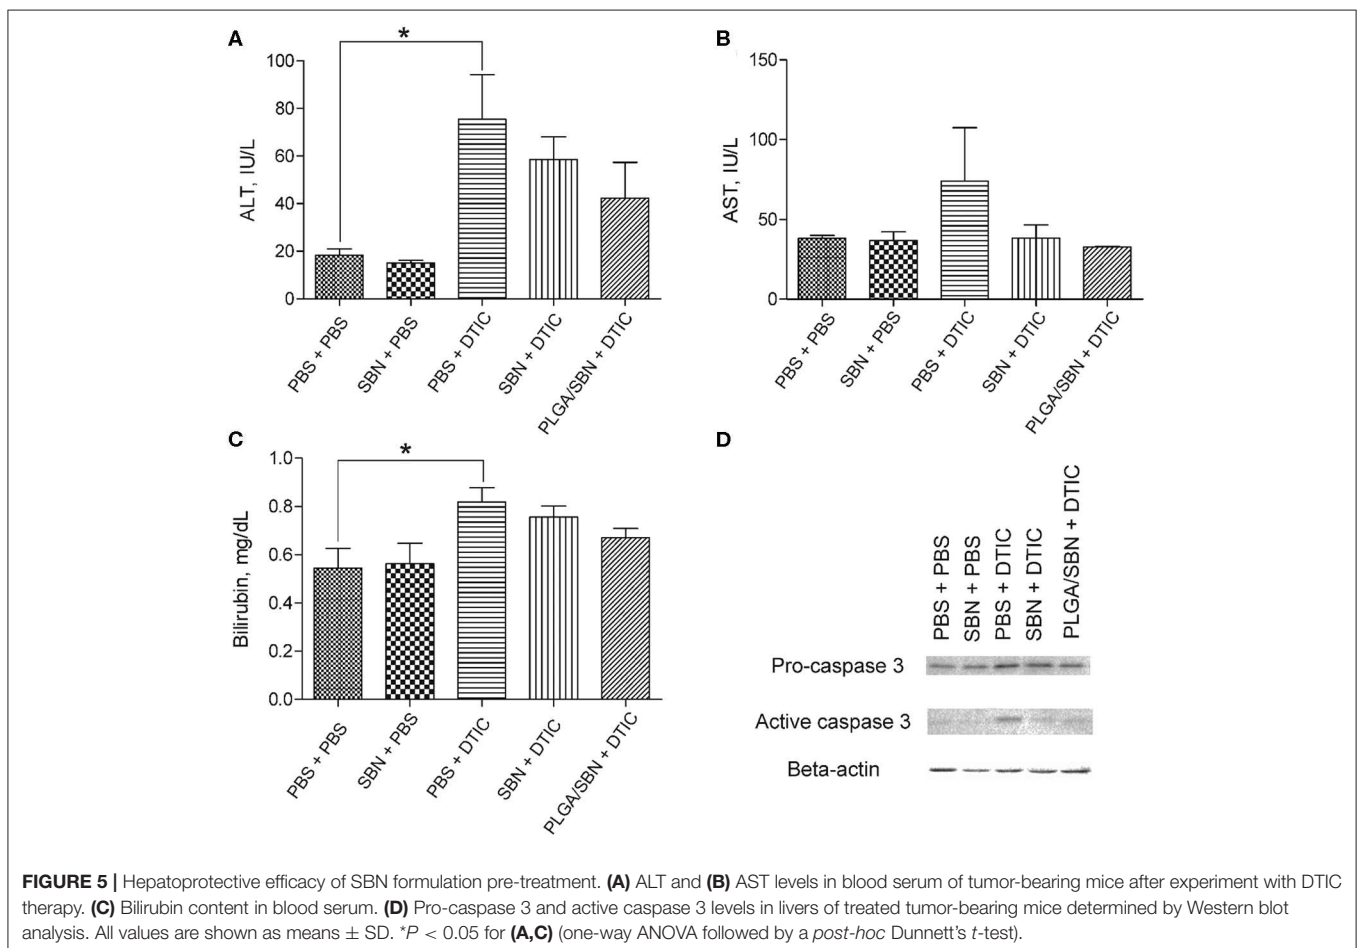 A
*
100
80
60
40
20
0
ALT, IU/L
PBS + PBS
SBN + PBS
PBS + DTIC
SBN + DTIC
PLGA/SBN + DTIC
B
150
100
50
0
AST, IU/L
PBS + PBS
SBN + PBS
PBS + DTIC
SBN + DTIC
PLGA/SBN + DTIC
C
*
1.0
0.8
0.6
0.4
0.2
0.0
Bilirubin, mg/dL
PBS + PBS
SBN + PBS
PBS + DTIC
SBN + DTIC
PLGA/SBN + DTIC
D
PBS + PBS
SBN + PBS
PBS + DTIC
SBN + DTIC
PLGA/SBN + DTIC
Pro-caspase 3
Active caspase 3
Beta-actin
FIGURE 5 | Hepatoprotective efficacy of SBN formulation pre-treatment. (A) ALT and (B) AST levels in blood serum of tumor-bearing mice after experiment with DTIC
therapy. (C) Bilirubin content in blood serum. (D) Pro-caspase 3 and active caspase 3 levels in livers of treated tumor-bearing mice determined by Western blot
analysis. All values are shown as means ± SD. *P < 0.05 for (A,C) (one-way ANOVA followed by a post-hoc Dunnett's t-test).